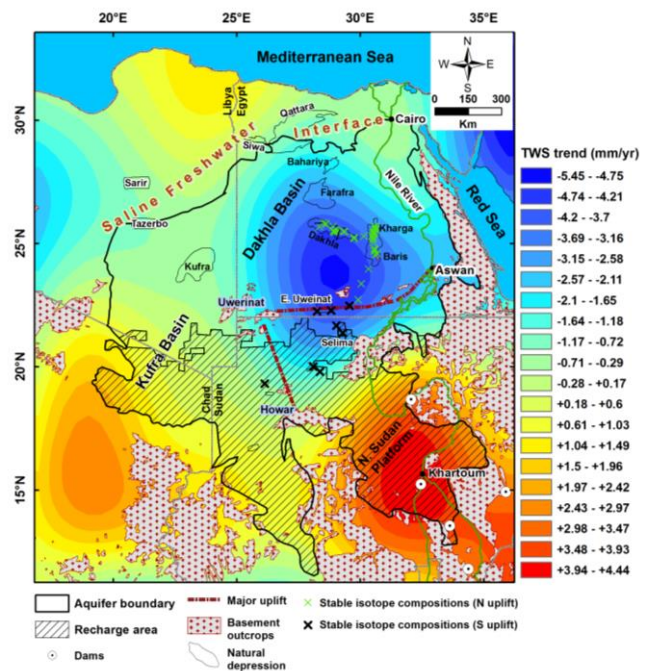 20°E
25°E
30°E
35°E
Mediterranean Sea
N
W
E
S
0 150 300
Km
Libya
Egypt
30°N
Qattara
Cairo
Saline Freshwater Interface
Siwa
Bahariya
TWS trend (mm/yr)
-5.45 - -4.75
-4.74 - -4.21
-4.2 - -3.7
-3.69 - -3.16
-3.15 - -2.58
-2.57 - -2.11
-2.1 - -1.65
-1.64 - -1.18
-1.17 - -0.72
-0.71 - -0.29
-0.28 - +0.17
+0.18 - +0.6
+0.61 - +1.03
+1.04 - +1.49
+1.5 - +1.96
+1.97 - +2.42
+2.43 - +2.97
+2.98 - +3.47
+3.48 - +3.93
+3.94 - +4.44
Sarir
Farafra
Nile River
Red Sea
Dakhla Basin
Tazerbo
25°N
Dakhla
Kharga
Baris
Kufra
Aswan
Uwerinat
E. Uweinat
Selima
Kufra Basin
20°N
Chad
Sudan
Howar
N. Sudan
Platform
Khartoum
15°N
Aquifer boundary
Major uplift
Stable isotope compositions (N uplift)
Recharge area
Basement
outcrops
Stable isotope compositions (S uplift)
Dams
Natural
depression